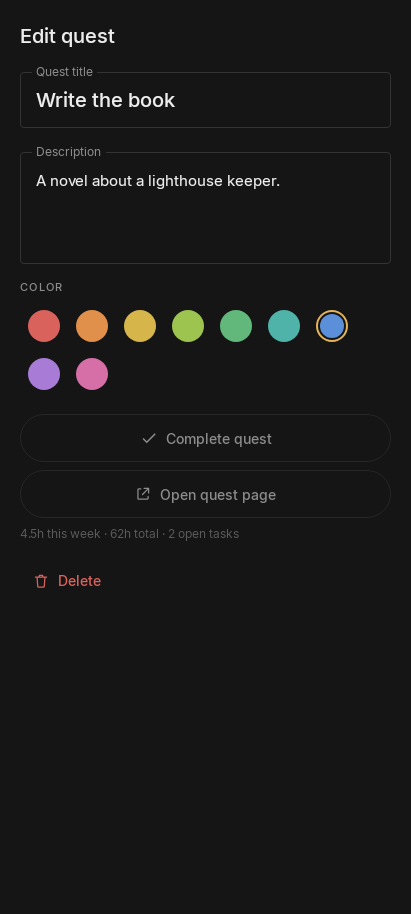 Edit quest
Quest title
Write the book
Description
A novel about a lighthouse keeper.
COLOR
Complete quest
Open quest page
4.5h this week · 62h total · 2 open tasks
Delete